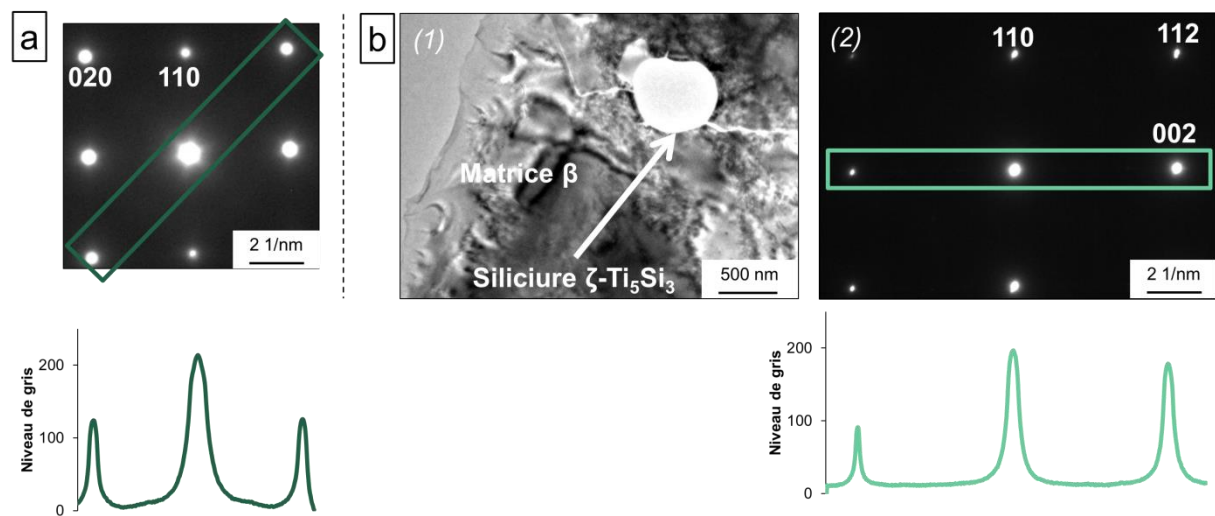 a
020
110
2 1/nm
b
(1)
Matrice β
Siliciure ζ-Ti₅Si₃
500 nm
(2)
110
112
002
2 1/nm
Niveau de gris
200
100
0
Niveau de gris
200
100
0